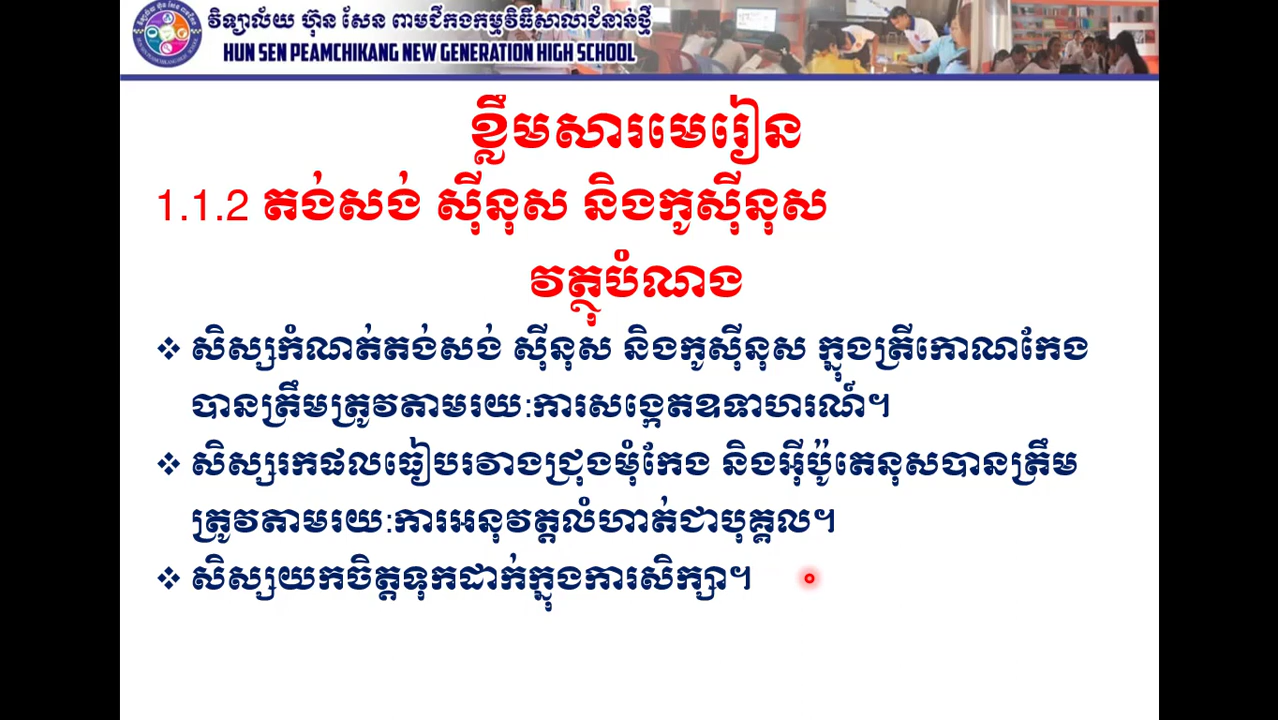 វិទ្យាល័យ ហ៊ុន សែន ពាមជីកងកម្មវិធីសាលាជំនាន់ថ្មី
HUN SEN PEAMCHIKANG NEW GENERATION HIGH SCHOOL
ខ្លឹមសារមេរៀន
1.1.2 តង់សង់ ស៊ីនុស និងកូស៊ីនុស
វត្ថុបំណង
❖ សិស្សកំណត់តង់សង់ ស៊ីនុស និងកូស៊ីនុស ក្នុងត្រីកោណកែង
បានត្រឹមត្រូវតាមរយៈការសង្កេតឧទាហរណ៍។
❖ សិស្សរកផលធៀបរវាងជ្រុងមុំកែង និងអ៊ីប៉ូតេនុសបានត្រឹម
ត្រូវតាមរយៈការអនុវត្តលំហាត់ជាបុគ្គល។
❖ សិស្សយកចិត្តទុកដាក់ក្នុងការសិក្សា។